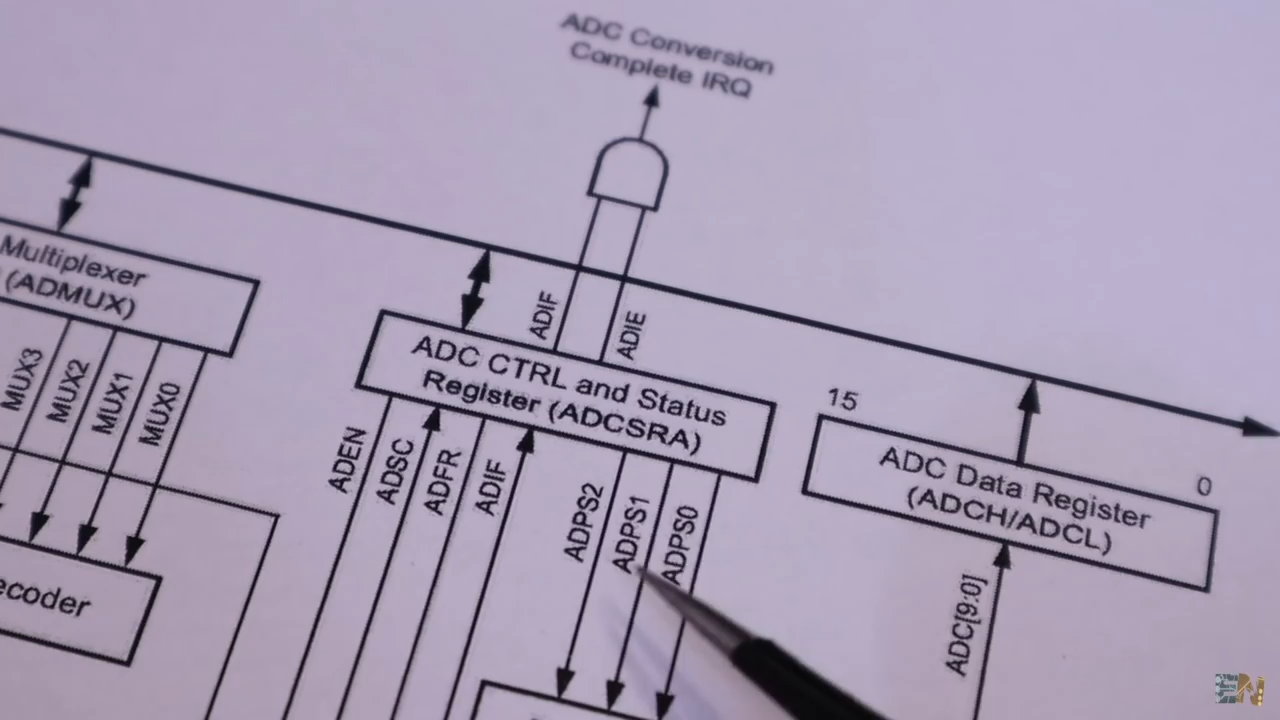 ADC Conversion
Complete IRQ
Multiplexer
(ADMUX)
MUX3
MUX2
MUX1
MUX0
ecoder
ADIF
ADIE
ADC CTRL and Status
Register (ADCSRA)
ADEN
ADSC
ADFR
ADIF
ADPS2
ADPS1
ADPS0
15
0
ADC Data Register
(ADCH/ADCL)
ADC[9:0]
EN